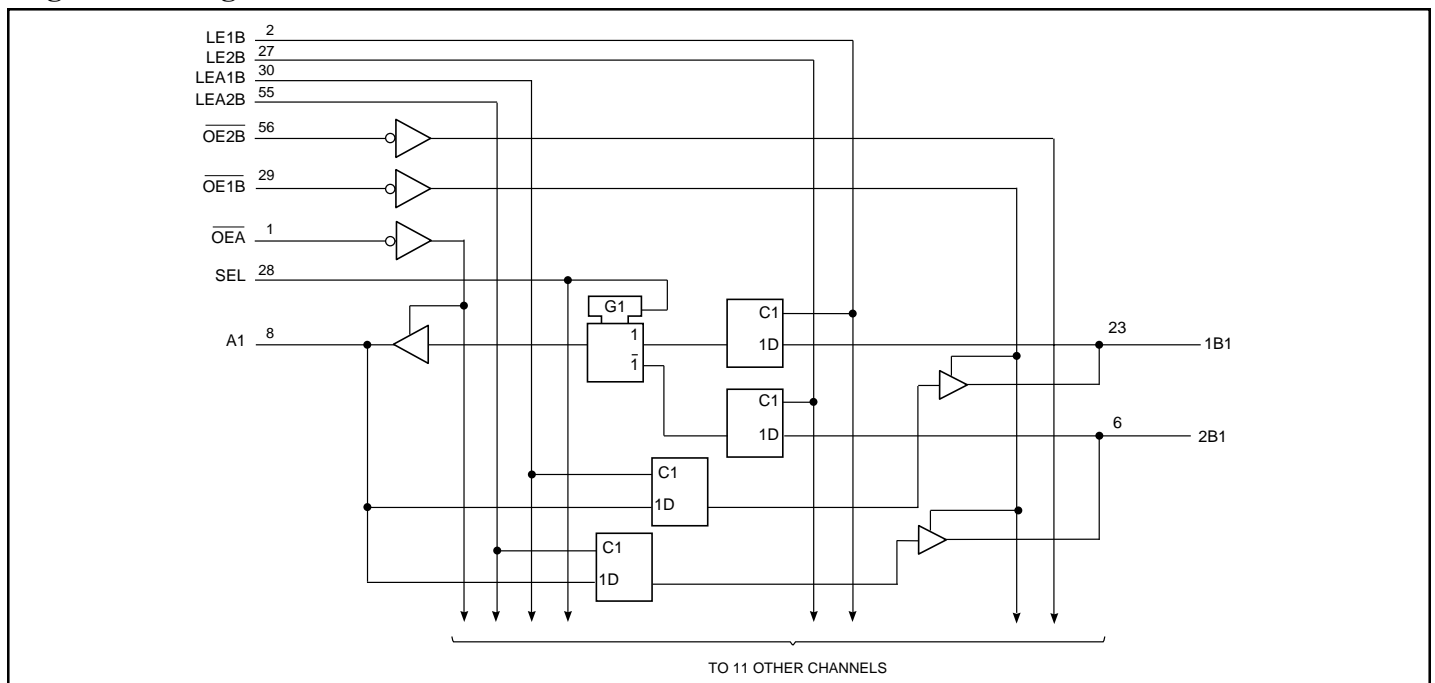 LE1B 2
LE2B 27
LEA1B 30
LEA2B 55
OE2B 56
OE1B 29
OEA 1
SEL 28
G1
C1
A1 8
1
1D
23
1B1
1
C1
1D
6
2B1
C1
1D
C1
1D
TO 11 OTHER CHANNELS